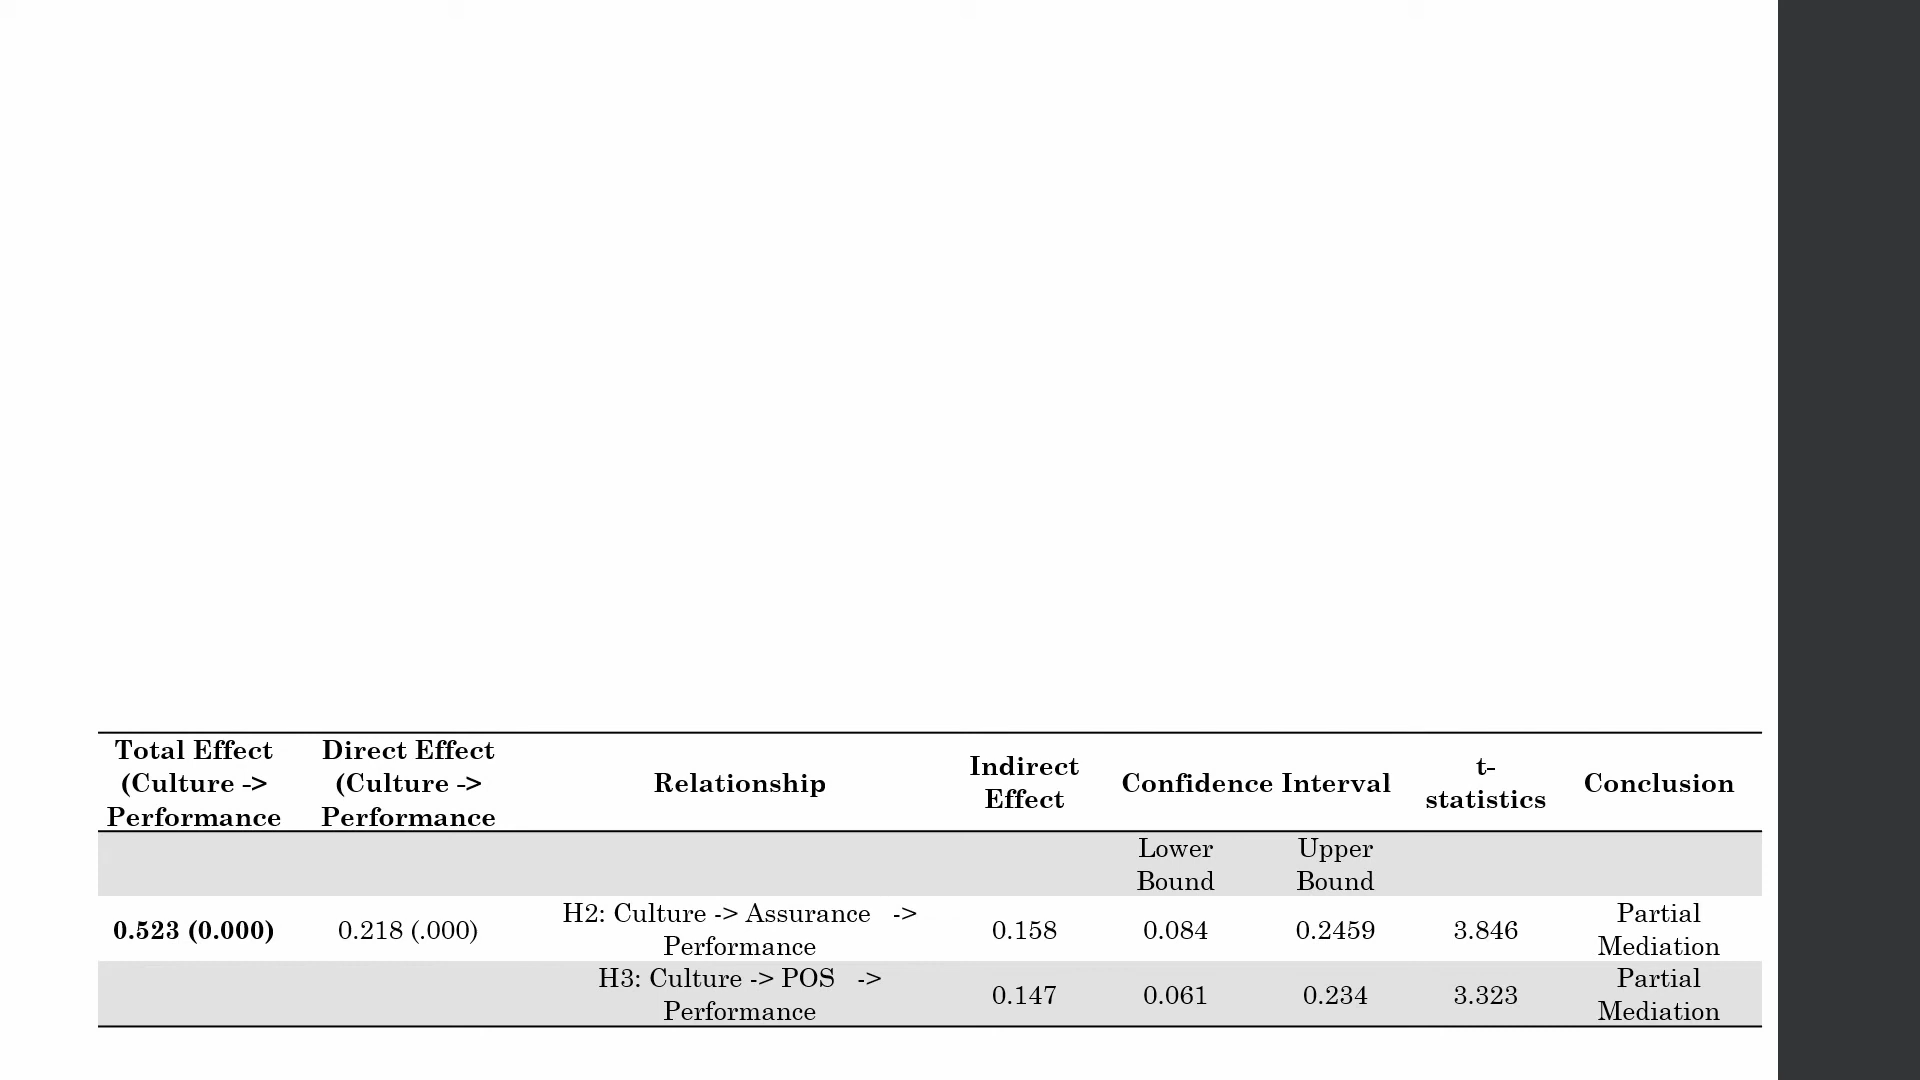 Total Effect
(Culture ->
Performance
Direct Effect
(Culture ->
Performance
Relationship
Indirect
Effect
Confidence Interval
t-
statistics
Conclusion
Lower
Bound
Upper
Bound
0.523 (0.000)
0.218 (.000)
H2: Culture -> Assurance ->
Performance
0.158
0.084
0.2459
3.846
Partial
Mediation
H3: Culture -> POS ->
Performance
0.147
0.061
0.234
3.323
Partial
Mediation